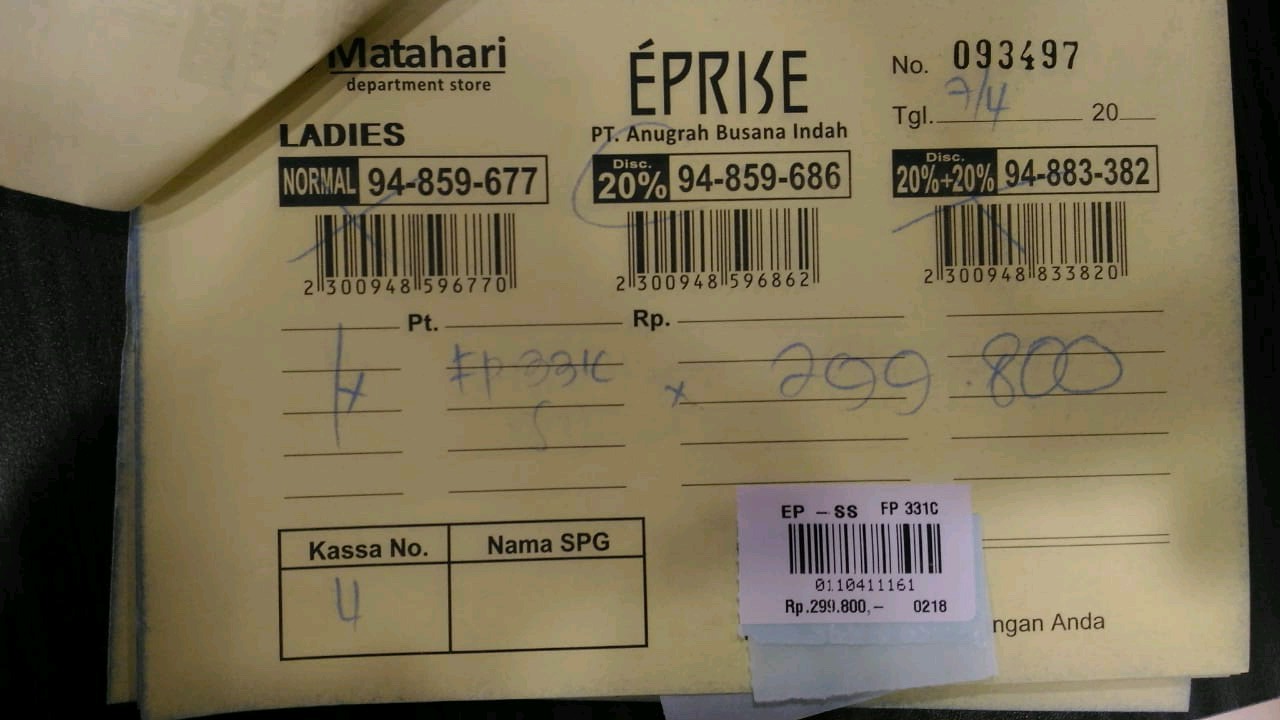 Matahari
department store
LADIES
NORMAL 94-859-677
2 300948 596770
ÉPRISE
PT. Anugrah Busana Indah
Disc. 20% 94-859-686
2 300948 596862
No. 093497
Tgl. 7/4 20
Disc. 20%+20% 94-883-382
2 300948 833820
Pt. Rp.
1x FP 331C x 299.800
S
Kassa No. Nama SPG
4
EP - SS FP 331C
0110411161
Rp.299.800,- 0218
ngan Anda